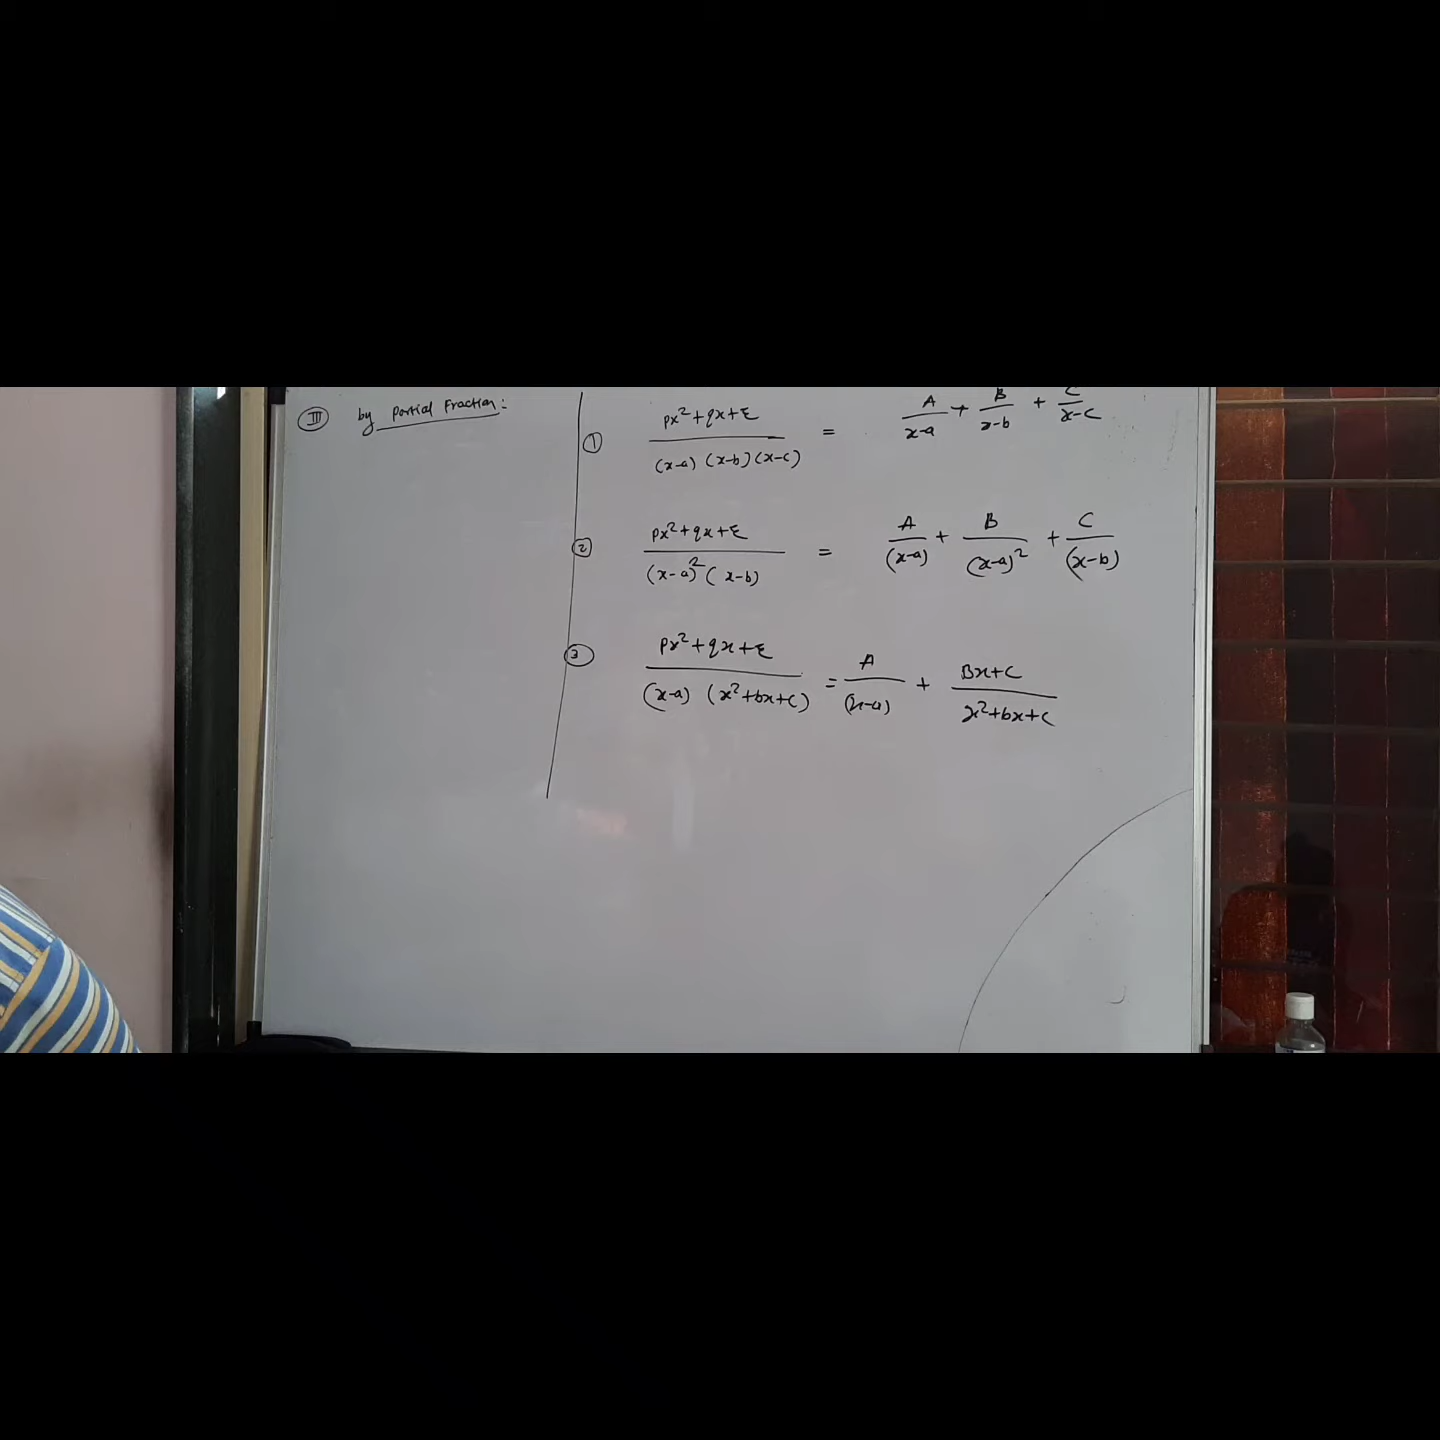 III by Partial Fraction:
① px²+qx+r / (x-a) (x-b) (x-c) = A/x-a + B/x-b + C/x-c
② px²+qx+r / (x-a)² (x-b) = A/(x-a) + B/(x-a)² + C/(x-b)
③ px²+qx+r / (x-a) (x²+bx+c) = A/(x-a) + Bx+C / x²+bx+c